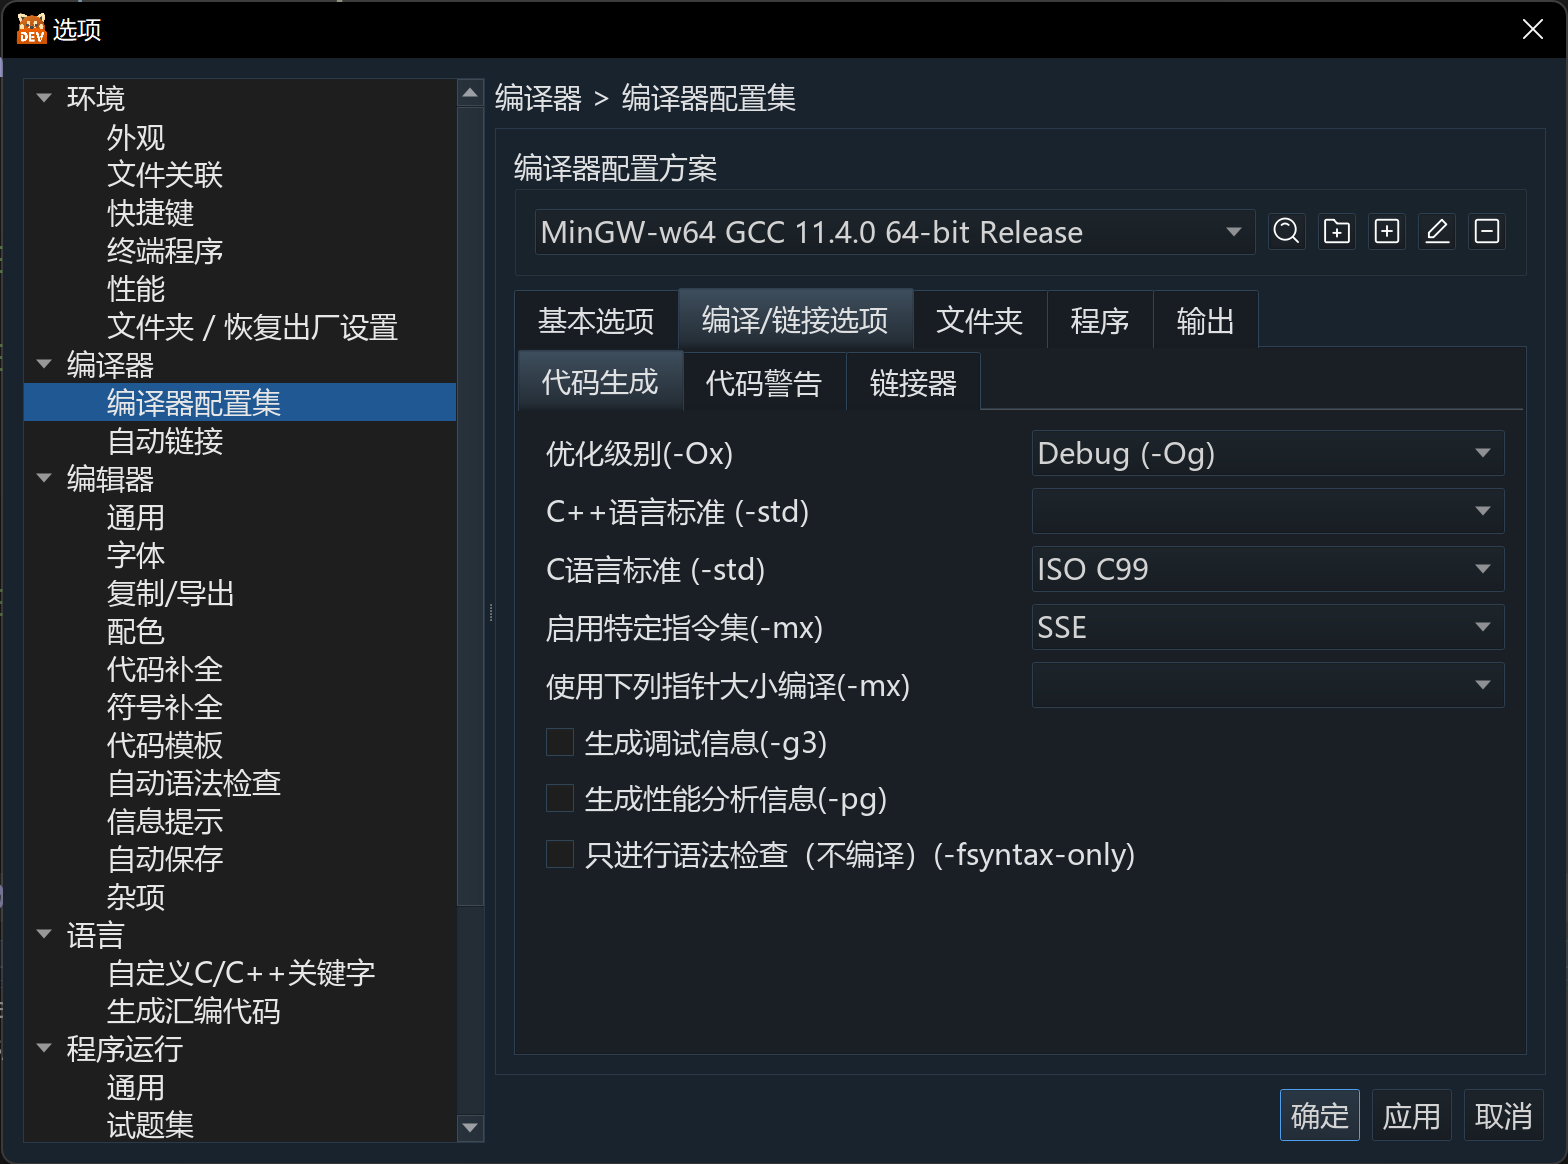 DEV 选项
环境
外观
文件关联
快捷键
终端程序
性能
文件夹 / 恢复出厂设置
编译器
编译器配置集
自动链接
编辑器
通用
字体
复制/导出
配色
代码补全
符号补全
代码模板
自动语法检查
信息提示
自动保存
杂项
语言
自定义C/C++关键字
生成汇编代码
程序运行
通用
试题集
编译器 > 编译器配置集
编译器配置方案
MinGW-w64 GCC 11.4.0 64-bit Release
基本选项 编译/链接选项 文件夹 程序 输出
代码生成 代码警告 链接器
优化级别(-Ox) Debug (-Og)
C++语言标准 (-std)
C语言标准 (-std) ISO C99
启用特定指令集(-mx) SSE
使用下列指针大小编译(-mx)
生成调试信息(-g3)
生成性能分析信息(-pg)
只进行语法检查（不编译）(-fsyntax-only)
确定 应用 取消